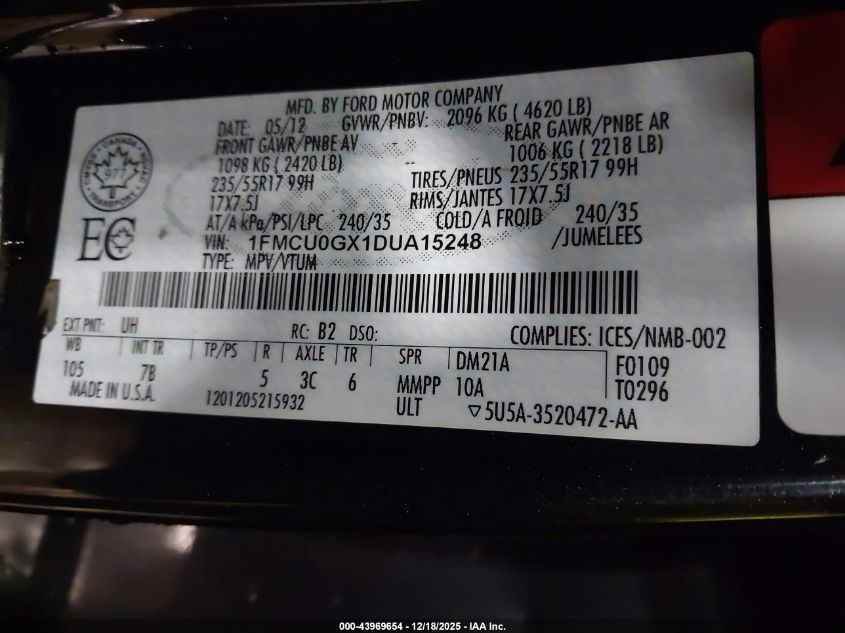 MFD. BY FORD MOTOR COMPANY
DATE: 05/12 GVWR/PNBV: 2096 KG ( 4620 LB)
FRONT GAWR/PNBE AV - REAR GAWR/PNBE AR
1098 KG ( 2420 LB) -- 1006 KG ( 2218 LB)
235/55R17 99H TIRES/PNEUS 235/55R17 99H
17X7.5J RIMS/JANTES 17X7.5J
AT/A kPa/PSI/LPC 240/35 COLD/A FROID 240/35
VIN: 1FMCU0GX1DUA15248 /JUMELEES
TYPE: MPV/VTUM
CANADA
977
TRANSPORT
EC
EXT PNT: UH RC: B2 DSO: COMPLIES: ICES/NMB-002
WB INT TR TP/PS R AXLE TR SPR DM21A F0109
105 7B 5 3C 6 MMPP 10A T0296
MADE IN U.S.A. 1201205215932 ULT ▽5U5A-3520472-AA
000-43969654 - 12/18/2025 - IAA Inc.